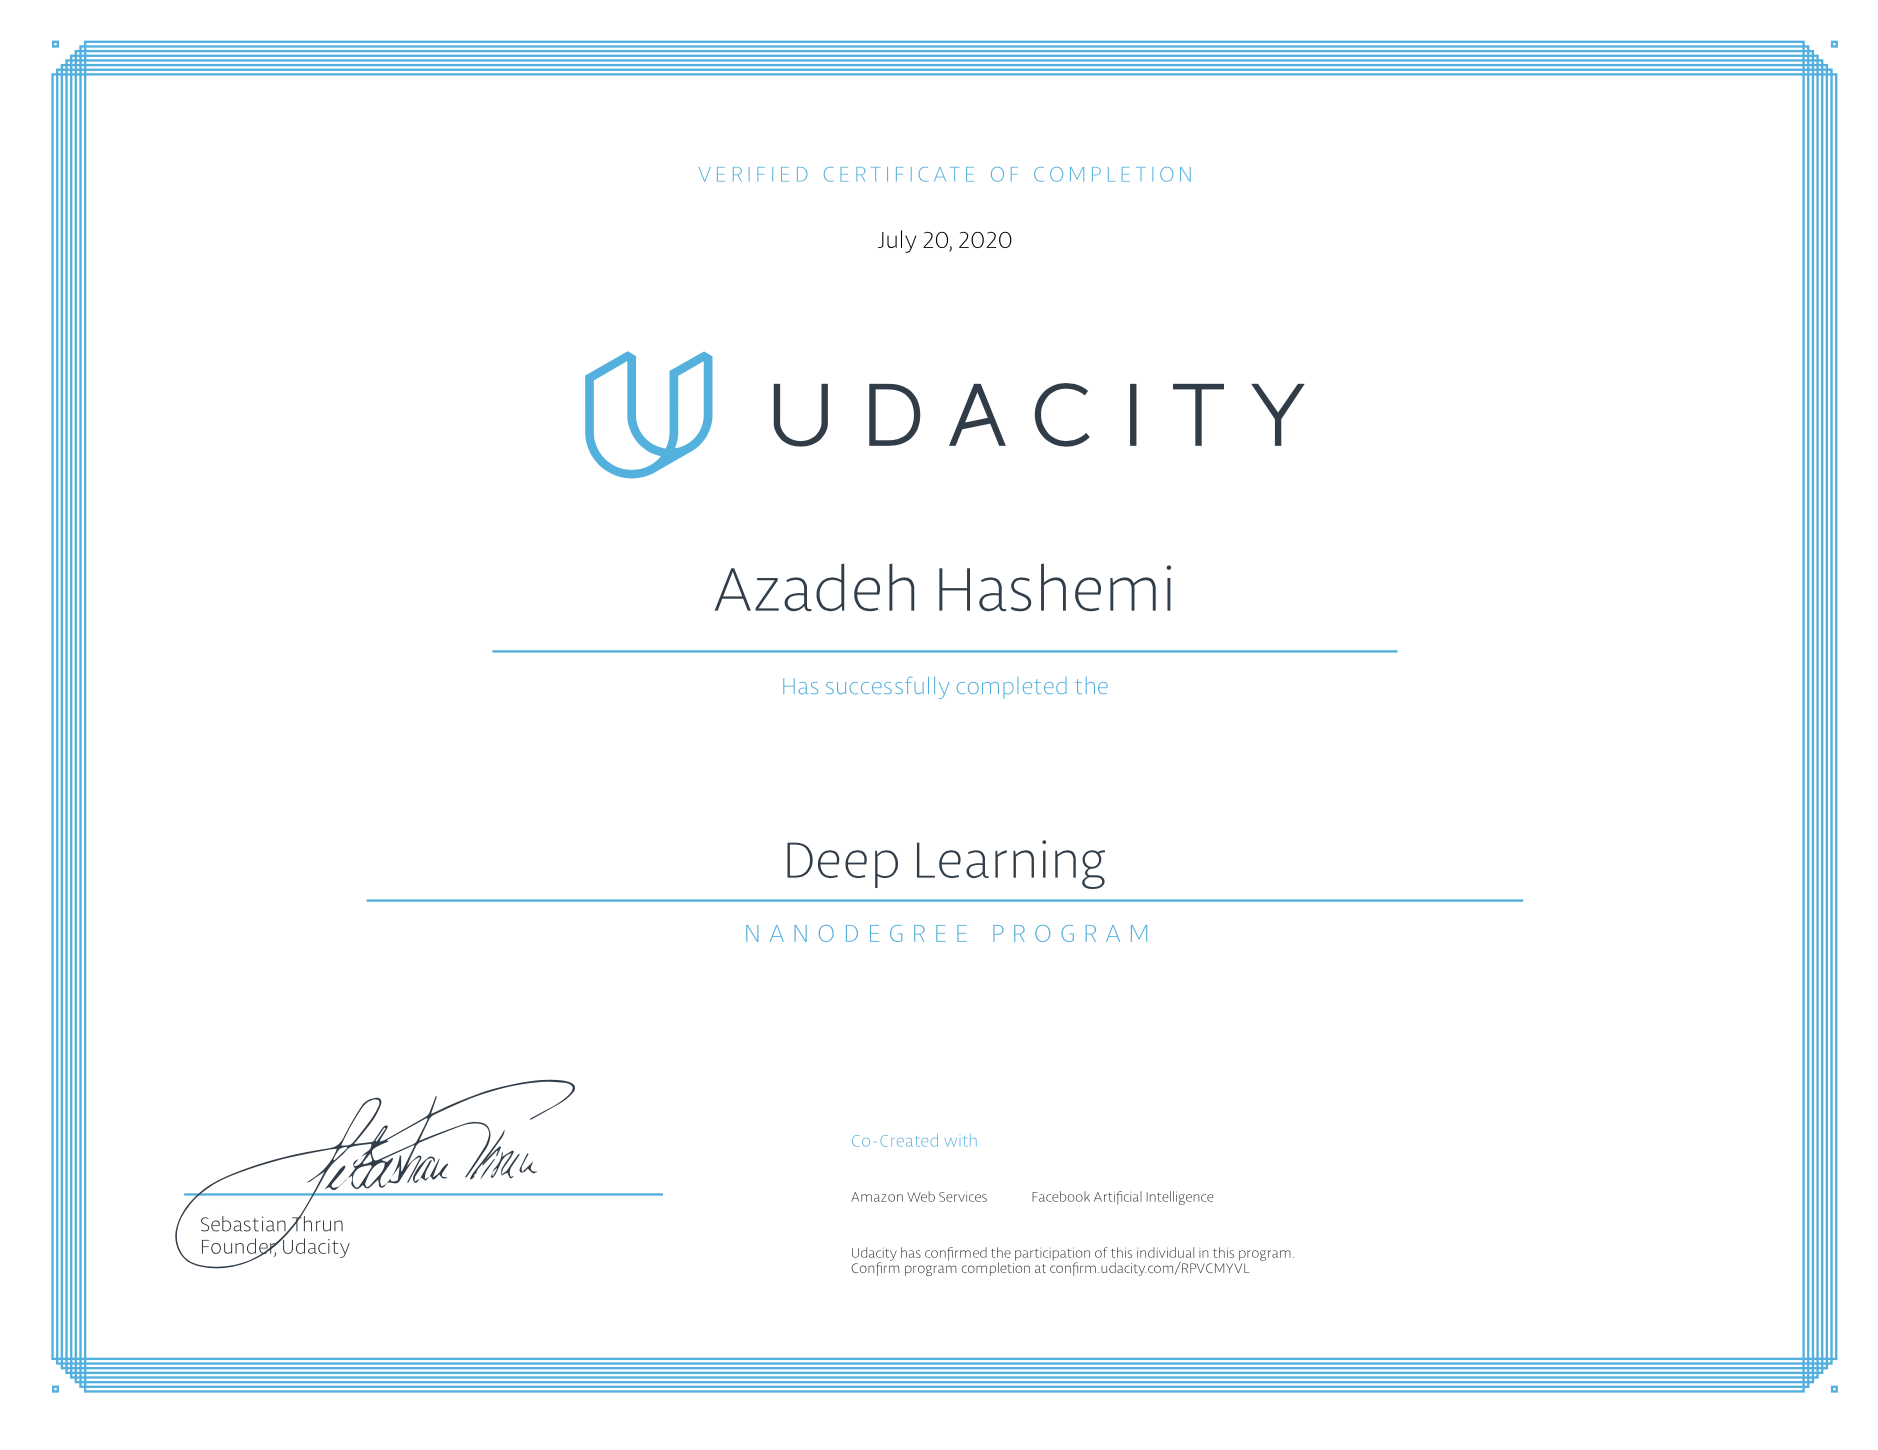 VERIFIED CERTIFICATE OF COMPLETION
July 20, 2020
UDACITY
Azadeh Hashemi
Has successfully completed the
Deep Learning
NANODEGREE PROGRAM
Sebastian Thrun
Sebastian Thrun
Founder, Udacity
Co-Created with
Amazon Web Services Facebook Artificial Intelligence
Udacity has confirmed the participation of this individual in this program.
Confirm program completion at confirm.udacity.com/RPVCMYVL